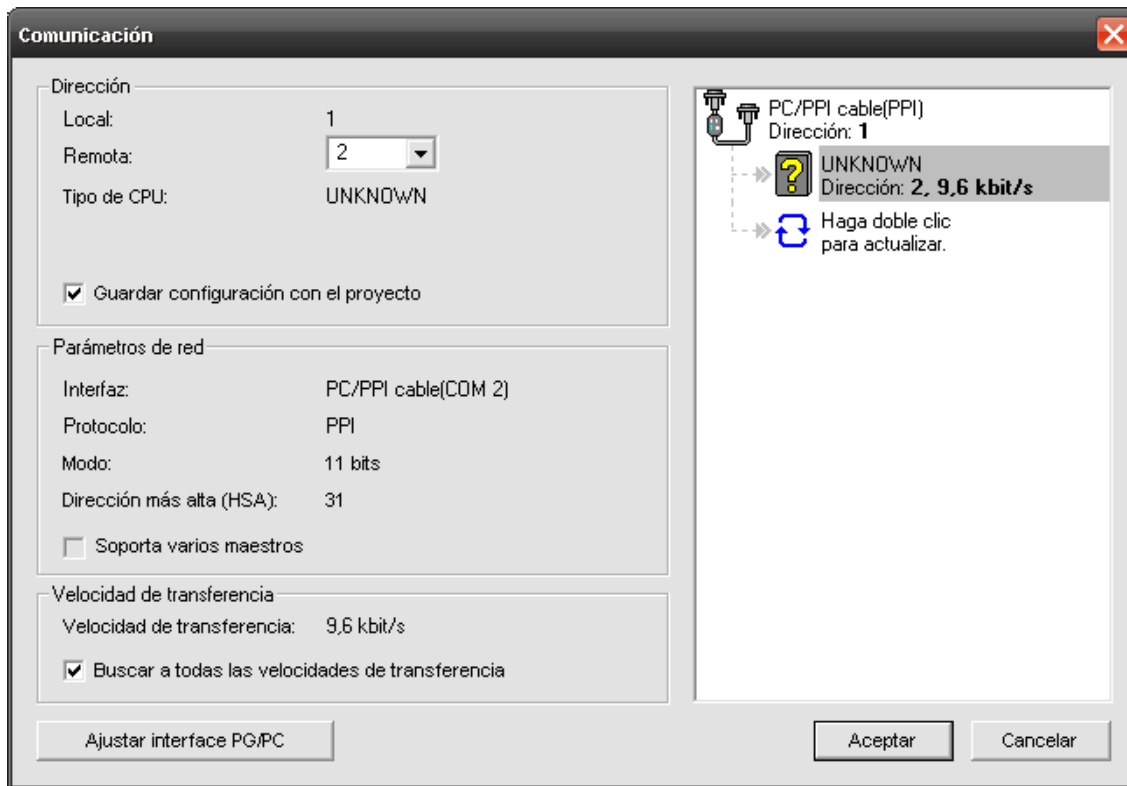 Comunicación
Dirección
Local: 1
Remota: 2
Tipo de CPU: UNKNOWN
Guardar configuración con el proyecto
Parámetros de red
Interfaz: PC/PPI cable(COM 2)
Protocolo: PPI
Modo: 11 bits
Dirección más alta (HSA): 31
Soporta varios maestros
Velocidad de transferencia
Velocidad de transferencia: 9,6 kbit/s
Buscar a todas las velocidades de transferencia
PC/PPI cable(PPI)
Dirección: 1
UNKNOWN
Dirección: 2, 9,6 kbit/s
Haga doble clic
para actualizar.
Ajustar interface PG/PC
Aceptar
Cancelar